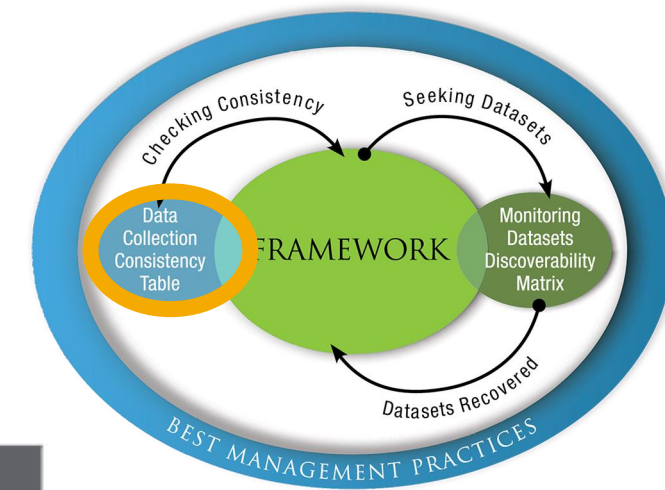 Checking Consistency
Seeking Datasets
Data
Collection
Consistency
Table
FRAMEWORK
Monitoring
Datasets
Discoverability
Matrix
Datasets Recovered
BEST MANAGEMENT PRACTICES